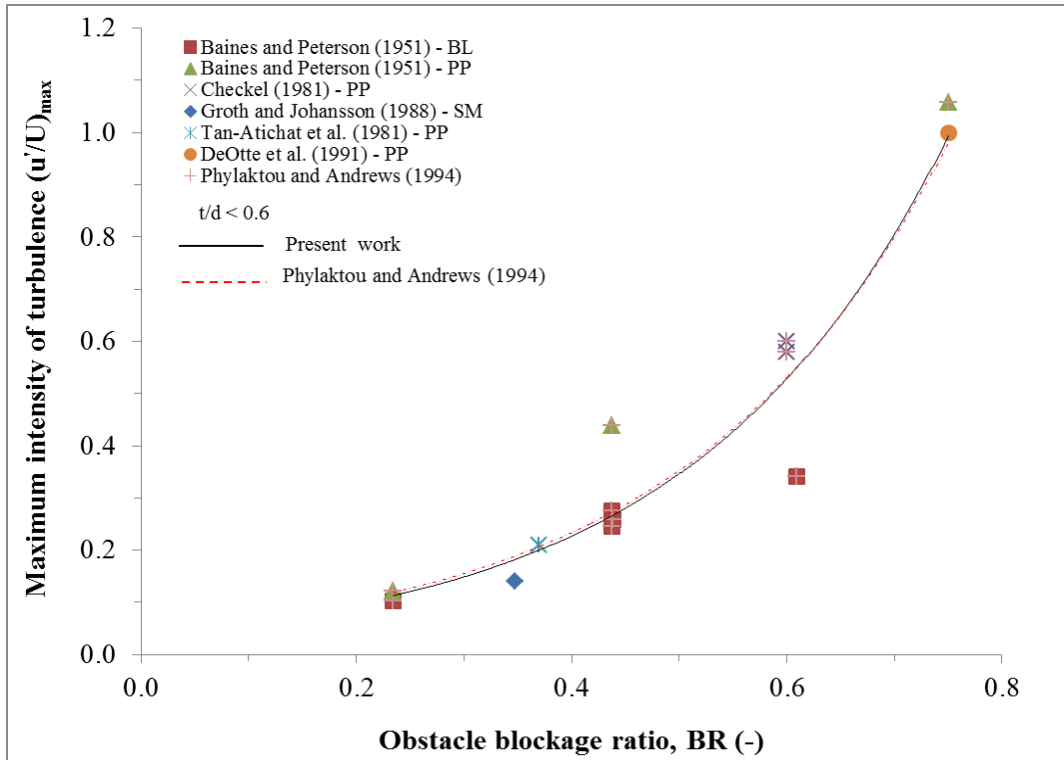 1.2
1.0
0.8
0.6
0.4
0.2
0.0
Maximum intensity of turbulence (u'/U)max
Baines and Peterson (1951) - BL
Baines and Peterson (1951) - PP
Checkel (1981) - PP
Groth and Johansson (1988) - SM
Tan-Atichat et al. (1981) - PP
DeOtte et al. (1991) - PP
Phylaktou and Andrews (1994)
t/d < 0.6
Present work
Phylaktou and Andrews (1994)
0.0 0.2 0.4 0.6 0.8
Obstacle blockage ratio, BR (-)